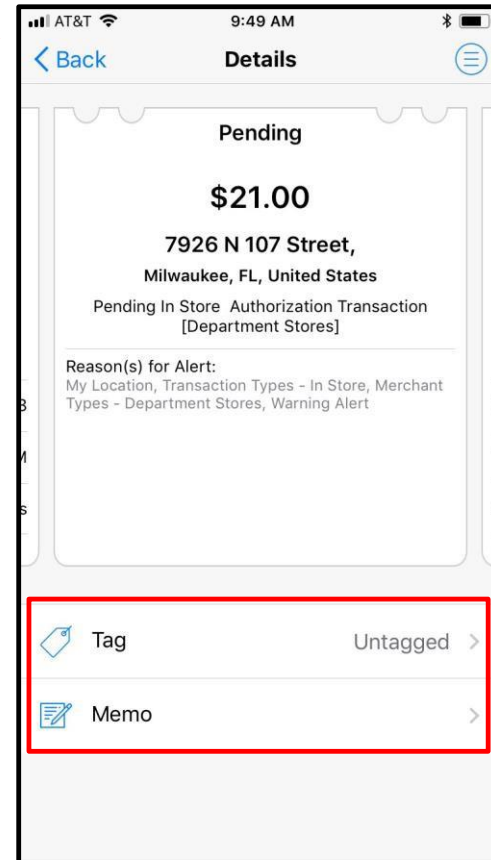 AT&T 9:49 AM
Back Details
Pending
$21.00
7926 N 107 Street,
Milwaukee, FL, United States
Pending In Store Authorization Transaction
[Department Stores]
Reason(s) for Alert:
My Location, Transaction Types - In Store, Merchant
Types - Department Stores, Warning Alert
Tag Untagged
Memo